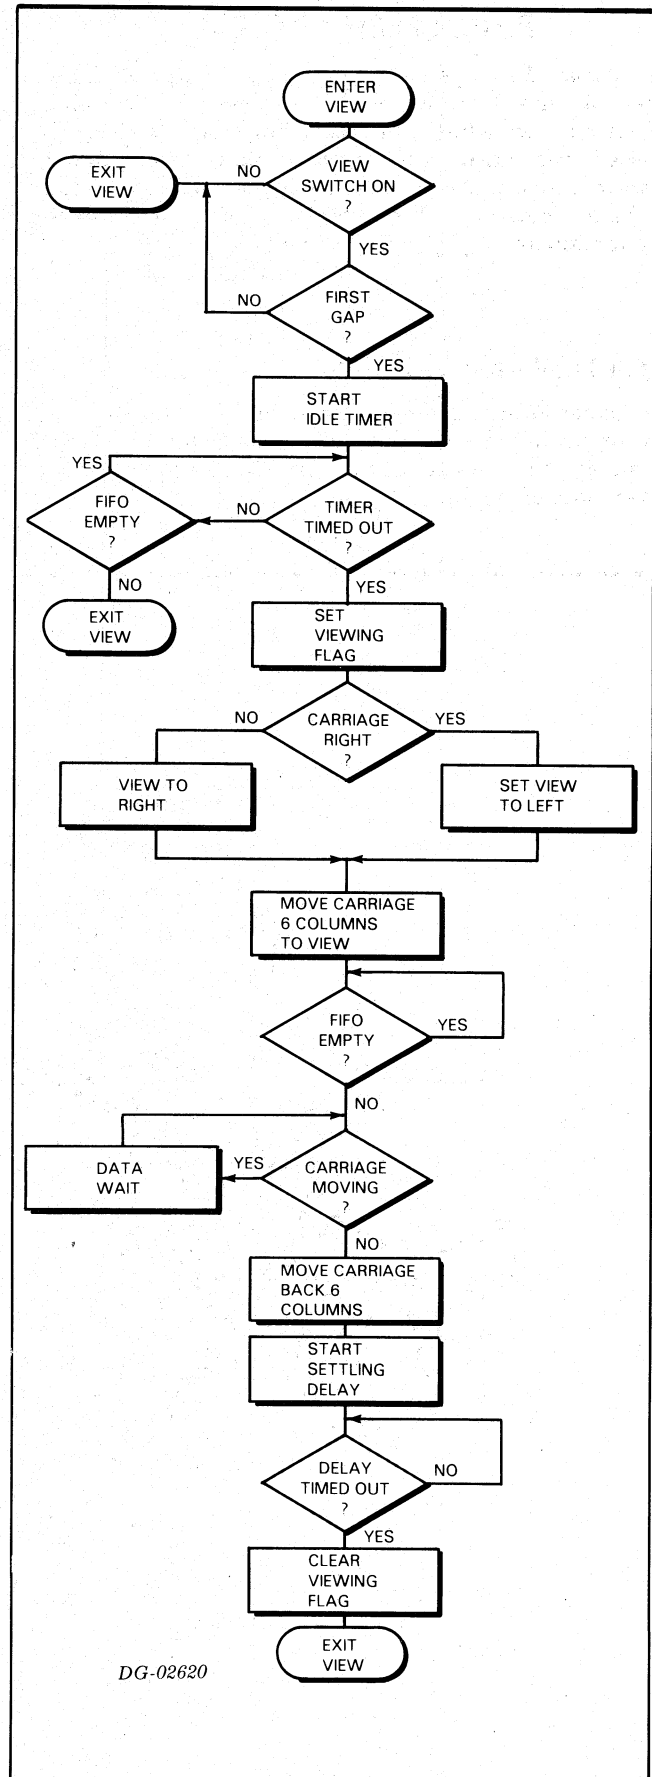 ENTER
VIEW
EXIT
VIEW
NO
VIEW
SWITCH ON
?
YES
NO
FIRST
GAP
?
YES
START
IDLE TIMER
YES
FIFO
EMPTY
?
NO
TIMER
TIMED OUT
?
NO
YES
EXIT
VIEW
SET
VIEWING
FLAG
NO
CARRIAGE
RIGHT
?
YES
VIEW TO
RIGHT
SET VIEW
TO LEFT
MOVE CARRIAGE
6 COLUMNS
TO VIEW
FIFO
EMPTY
?
YES
NO
DATA
WAIT
YES
CARRIAGE
MOVING
?
NO
MOVE CARRIAGE
BACK 6
COLUMNS
START
SETTLING
DELAY
DELAY
TIMED OUT
?
NO
YES
CLEAR
VIEWING
FLAG
EXIT
VIEW
DG-02620